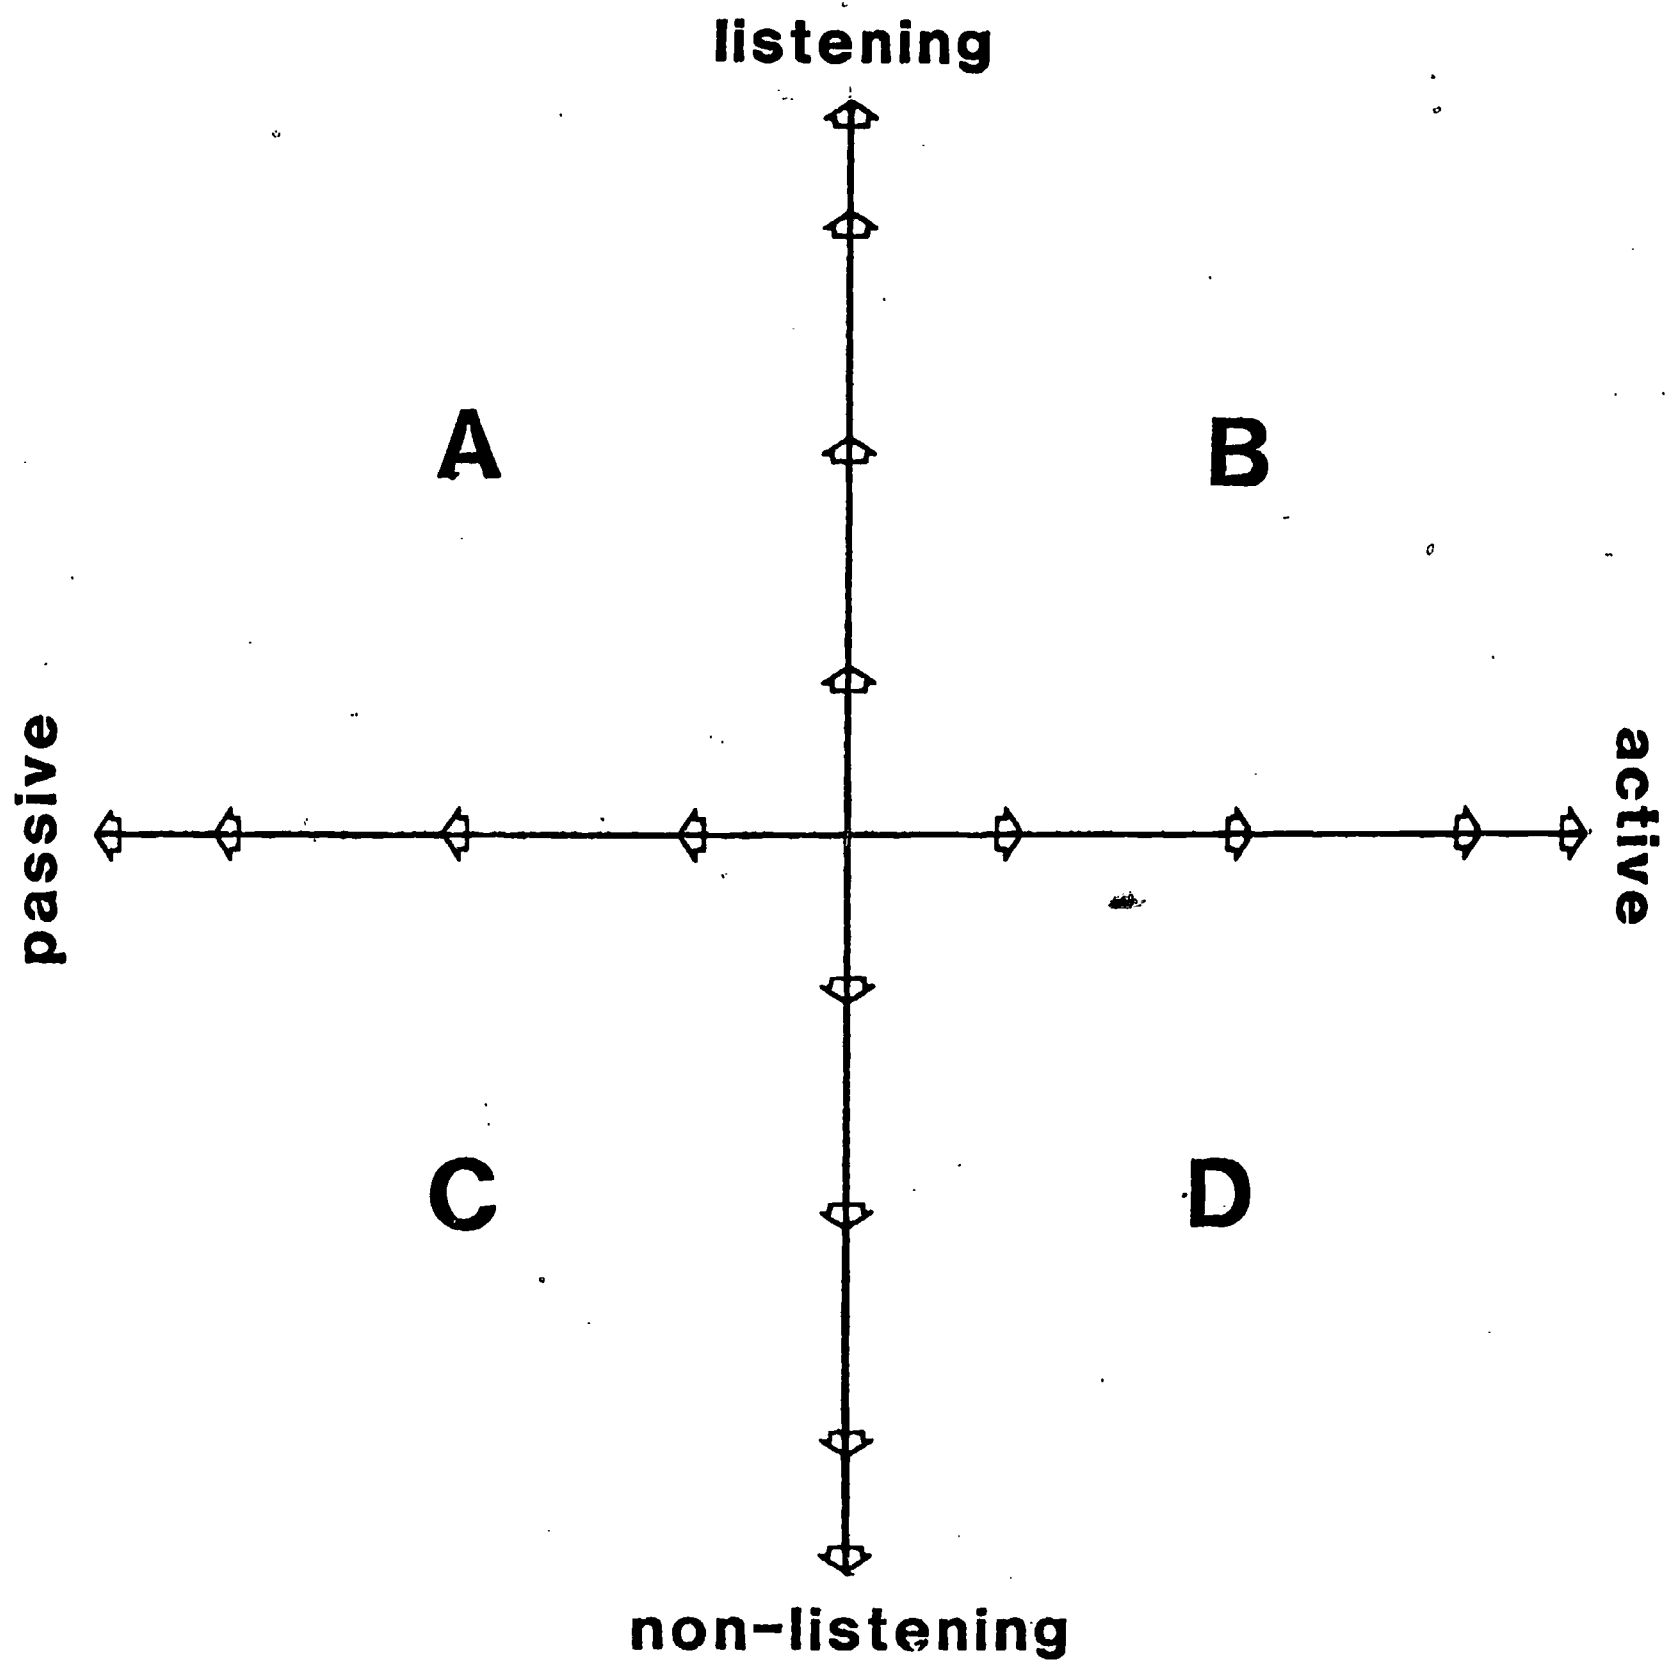 listening
A
B
passive
active
C
D
non-listening